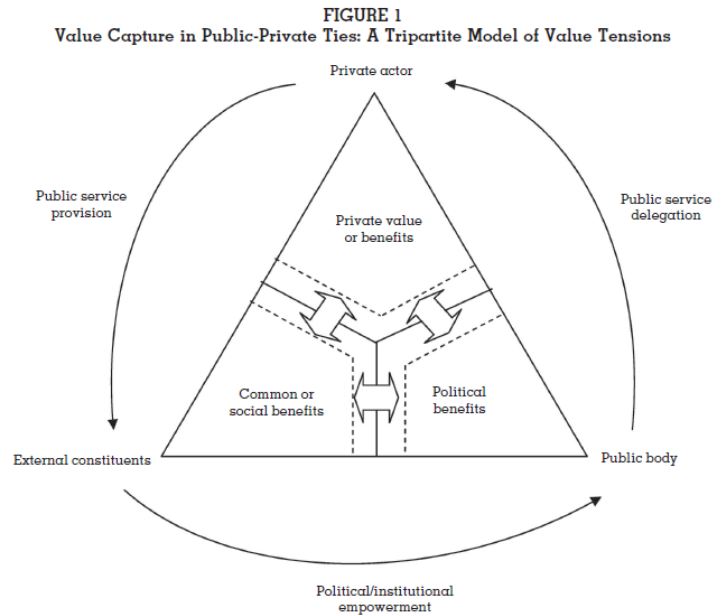 FIGURE 1
Value Capture in Public-Private Ties: A Tripartite Model of Value Tensions
Private actor
Public service
provision
Public service
delegation
Private value
or benefits
Common or
social benefits
Political
benefits
External constituents
Public body
Political/institutional
empowerment